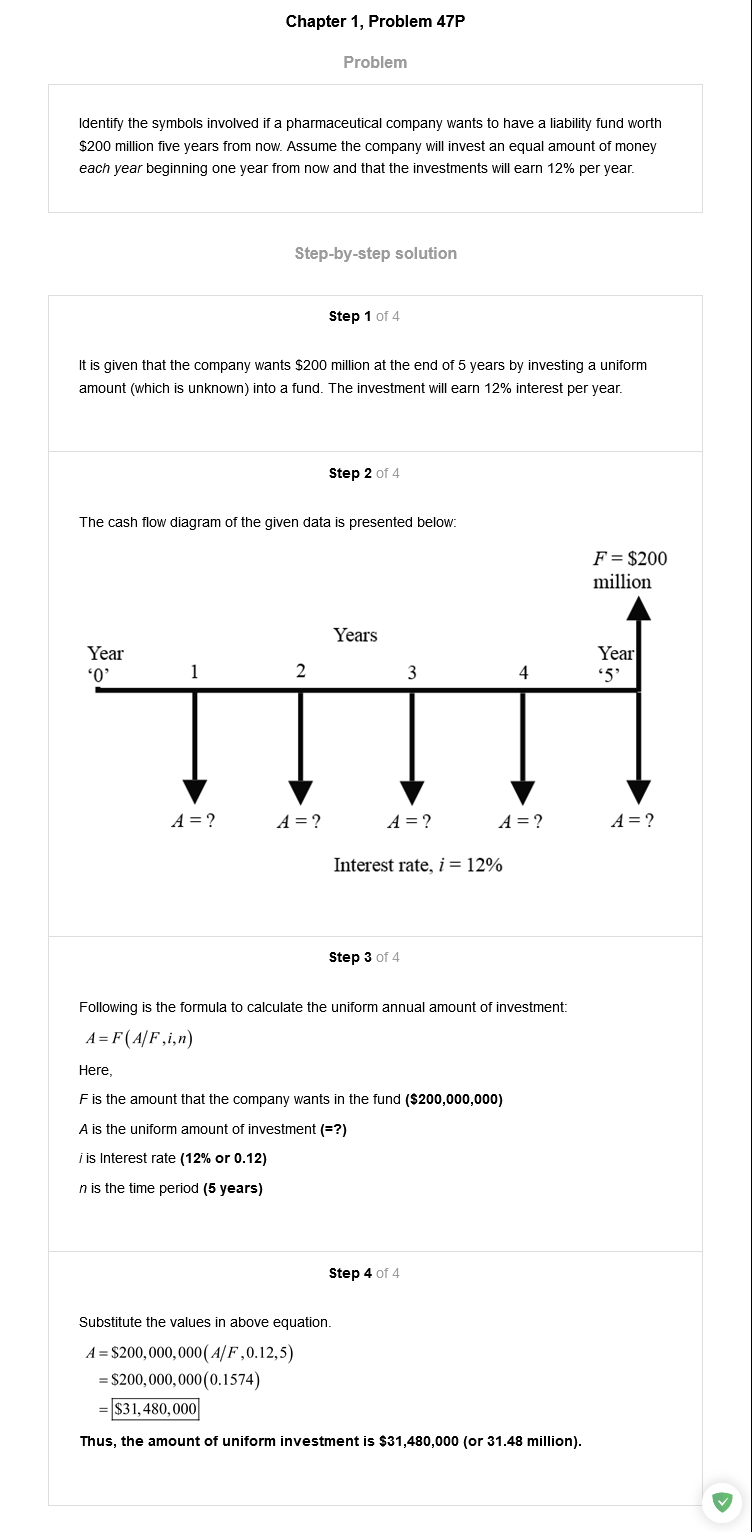 Chapter 1, Problem 47P
Problem
Identify the symbols involved if a pharmaceutical company wants to have a liability fund worth
$200 million five years from now. Assume the company will invest an equal amount of money
each year beginning one year from now and that the investments will earn 12% per year.
Step-by-step solution
Step 1 of 4
It is given that the company wants $200 million at the end of 5 years by investing a uniform
amount (which is unknown) into a fund. The investment will earn 12% interest per year.
Step 2 of 4
The cash flow diagram of the given data is presented below:
F = $200
million
Years
Year
‘0’
1
2
3
4
Year
‘5’
A = ?
A = ?
A = ?
A = ?
A = ?
Interest rate, i = 12%
Step 3 of 4
Following is the formula to calculate the uniform annual amount of investment:
A = F(A/F,i,n)
Here,
F is the amount that the company wants in the fund ($200,000,000)
A is the uniform amount of investment (=?)
i is Interest rate (12% or 0.12)
n is the time period (5 years)
Step 4 of 4
Substitute the values in above equation.
A = $200,000,000(A/F,0.12,5)
= $200,000,000(0.1574)
= $31,480,000
Thus, the amount of uniform investment is $31,480,000 (or 31.48 million).